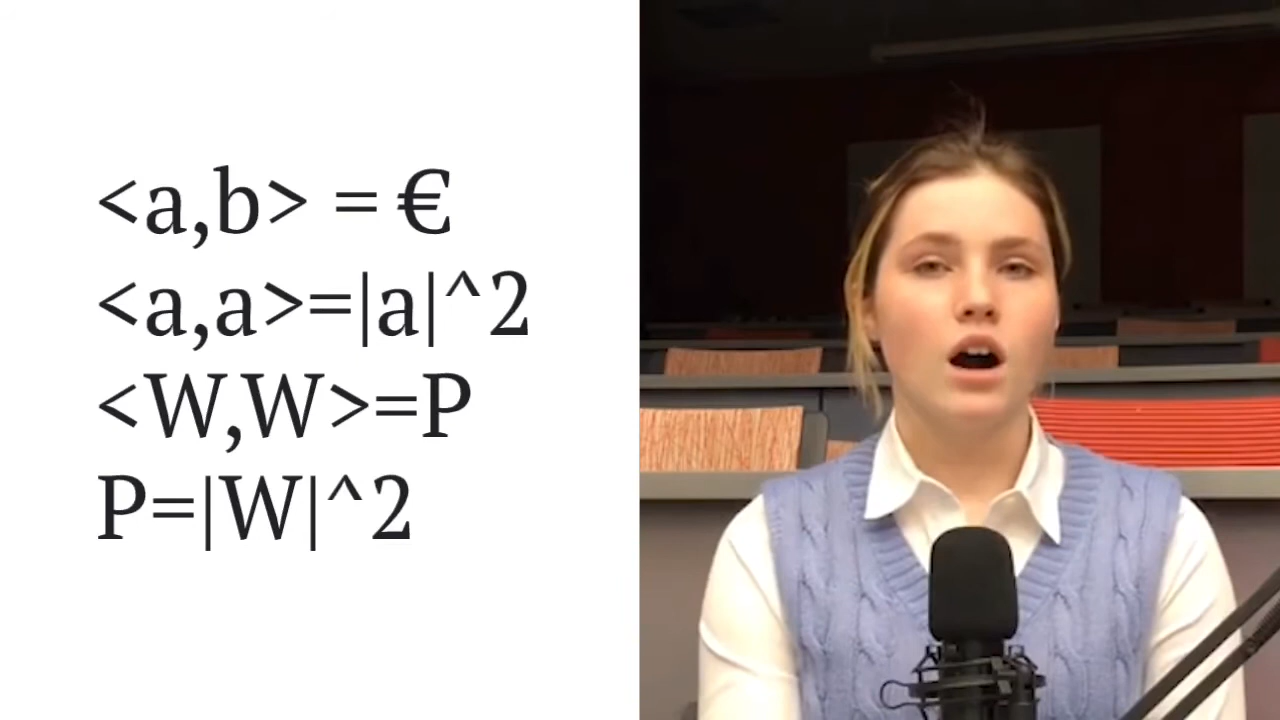 <a,b> = €
<a,a>=|a|^2
<W,W>=P
P=|W|^2